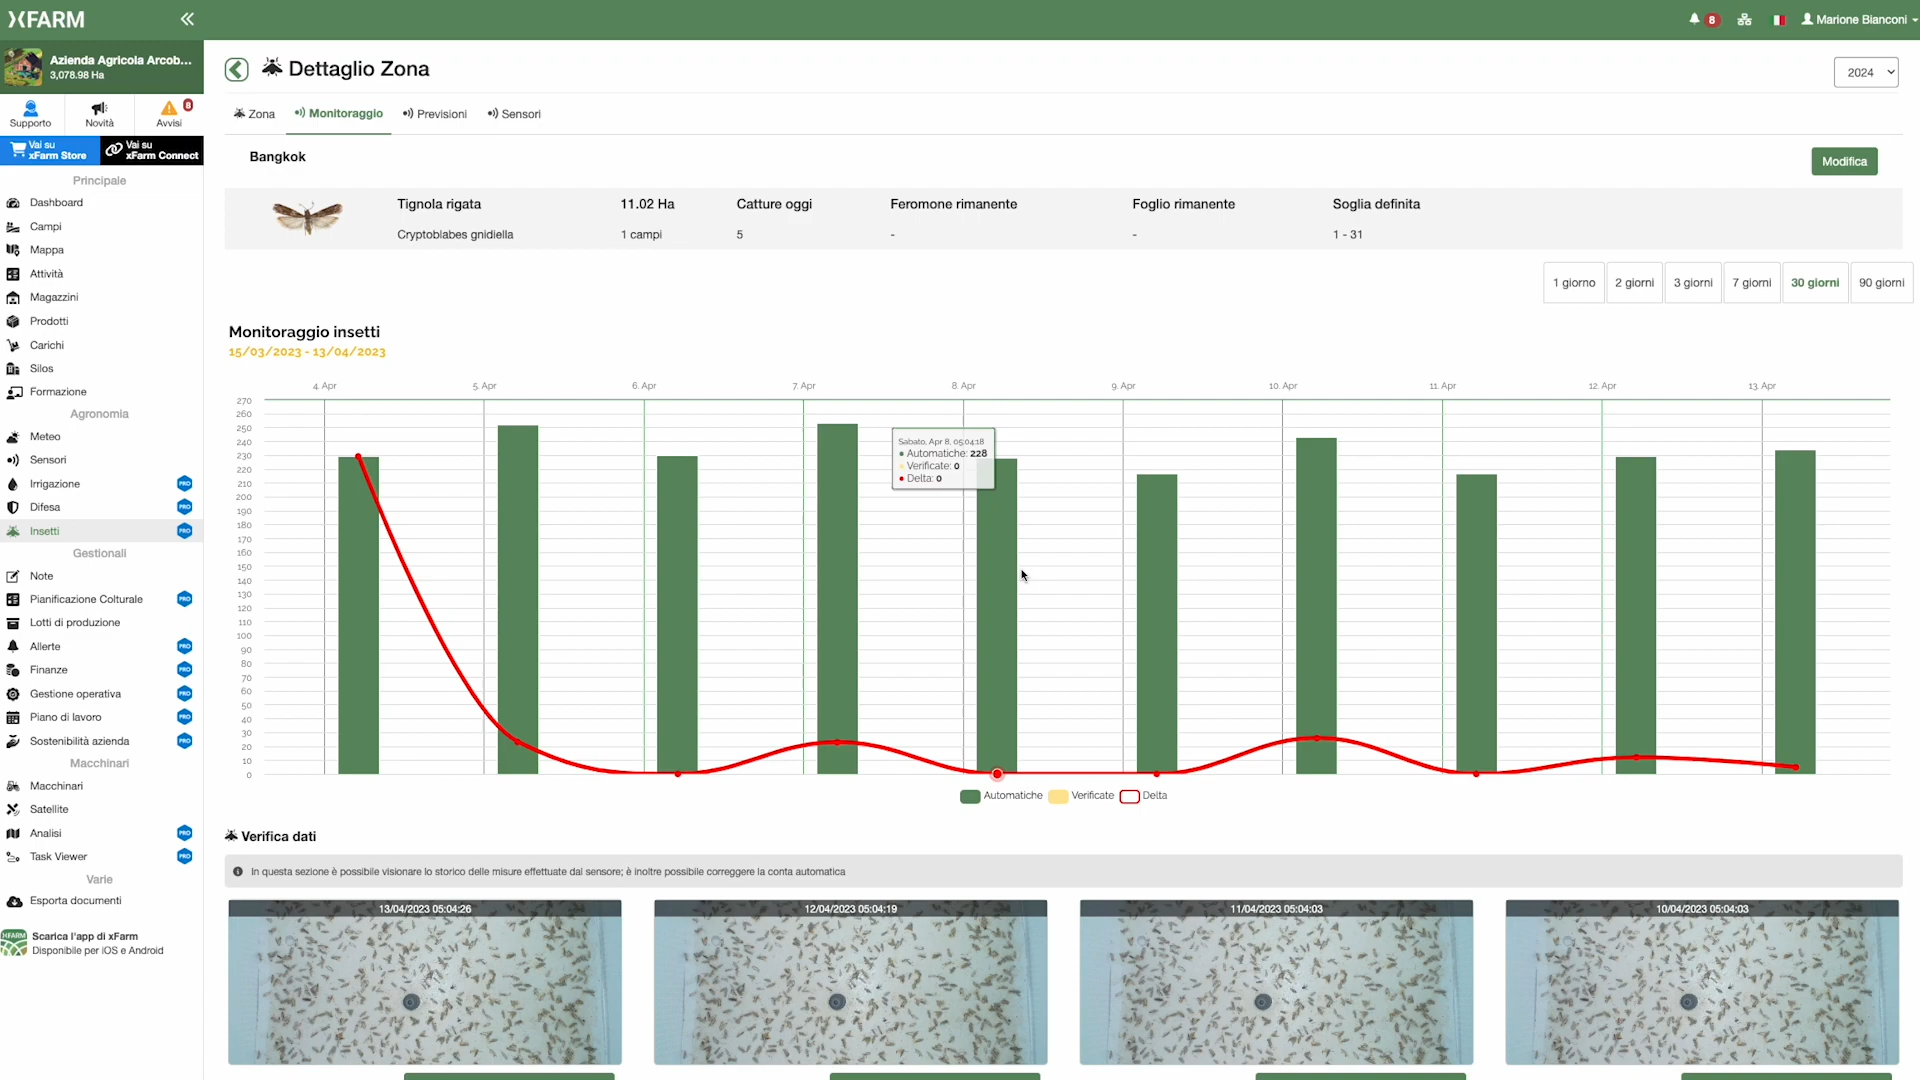 XFARM
8
Marione Bianconi
Azienda Agricola Arcob...
3,078.98 Ha
2024
Dettaglio Zona
Supporto
Novità
Avvisi
8
Zona
Monitoraggio
Previsioni
Sensori
Vai su
xFarm Store
Vai su
xFarm Connect
Bangkok
Modifica
Principale
Dashboard
Campi
Mappa
Attività
Magazzini
Prodotti
Carichi
Silos
Formazione
Agronomia
Meteo
Sensori
Irrigazione
PRO
Difesa
PRO
Insetti
PRO
Gestionali
Note
Pianificazione Colturale
PRO
Lotti di produzione
Allerte
PRO
Finanze
PRO
Gestione operativa
PRO
Piano di lavoro
PRO
Sostenibilità azienda
PRO
Macchinari
Macchinari
Satellite
Analisi
PRO
Task Viewer
PRO
Varie
Esporta documenti
XFARM
Scarica l'app di xFarm
Disponibile per iOS e Android
Tignola rigata
11.02 Ha
Catture oggi
Feromone rimanente
Foglio rimanente
Soglia definita
Cryptoblabes gnidiella
1 campi
5
-
-
1 - 31
1 giorno
2 giorni
3 giorni
7 giorni
30 giorni
90 giorni
Monitoraggio insetti
15/03/2023 - 13/04/2023
4. Apr
5. Apr
6. Apr
7. Apr
8. Apr
9. Apr
10. Apr
11. Apr
12. Apr
13. Apr
270
260
250
240
230
220
210
200
190
180
170
160
150
140
130
120
110
100
90
80
70
60
50
40
30
20
10
0
Sabato, Apr 8, 05:04:18
Automatiche: 228
Verificate: 0
Delta: 0
Automatiche
Verificate
Delta
Verifica dati
In questa sezione è possibile visionare lo storico delle misure effettuate dal sensore; è inoltre possibile correggere la conta automatica
13/04/2023 05:04:26
12/04/2023 05:04:19
11/04/2023 05:04:03
10/04/2023 05:04:03